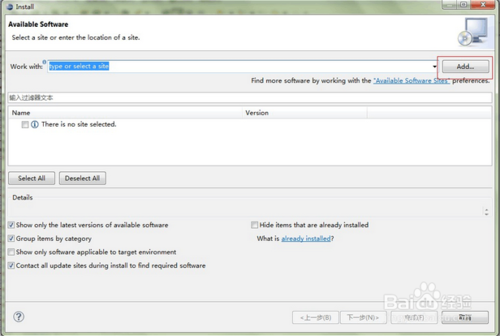 Install
Available Software
Select a site or enter the location of a site.
Work with: type or select a site Add...
Find more software by working with the "Available Software Sites" preferences.
输入过滤器文本
Name Version
There is no site selected.
Select All Deselect All
Details
Show only the latest versions of available software Hide items that are already installed
Group items by category What is already installed?
Show only software applicable to target environment
Contact all update sites during install to find required software
<上一步(B) 下一步(N)> 完成(F) 取消
Baidu 经验